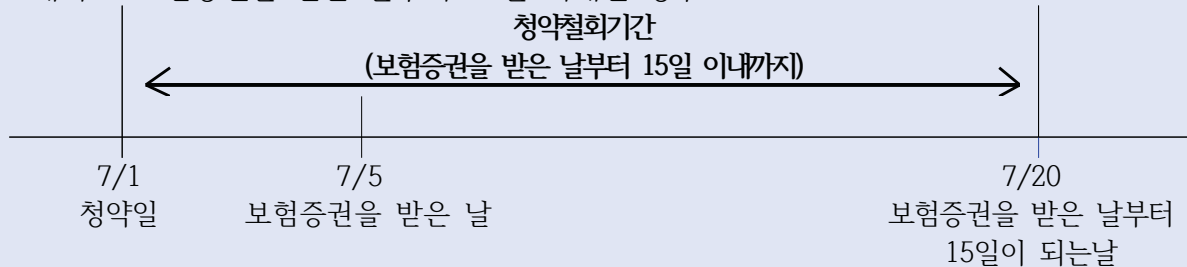 청약철회기간
(보험증권을 받은 날부터 15일 이내까지)
7/1 7/5 7/20
청약일 보험증권을 받은 날 보험증권을 받은 날부터
15일이 되는날